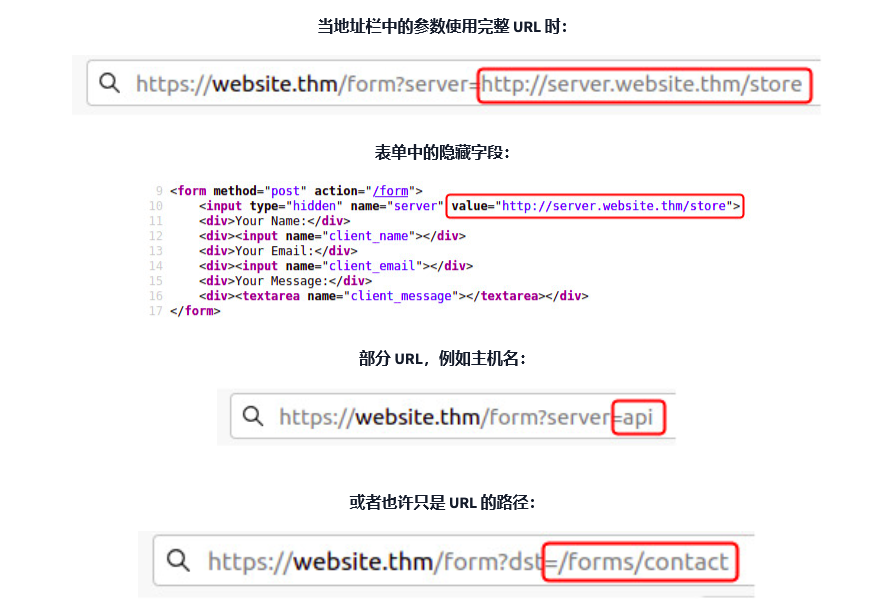 当地址栏中的参数使用完整 URL 时：
https://website.thm/form?server=http://server.website.thm/store
表单中的隐藏字段：
9 <form method="post" action="/form">
10     <input type="hidden" name="server" value="http://server.website.thm/store">
11     <div>Your Name:</div>
12     <div><input name="client_name"></div>
13     <div>Your Email:</div>
14     <div><input name="client_email"></div>
15     <div>Your Message:</div>
16     <div><textarea name="client_message"></textarea></div>
17 </form>
部分 URL，例如主机名：
https://website.thm/form?server=api
或者也许只是 URL 的路径：
https://website.thm/form?dst=/forms/contact